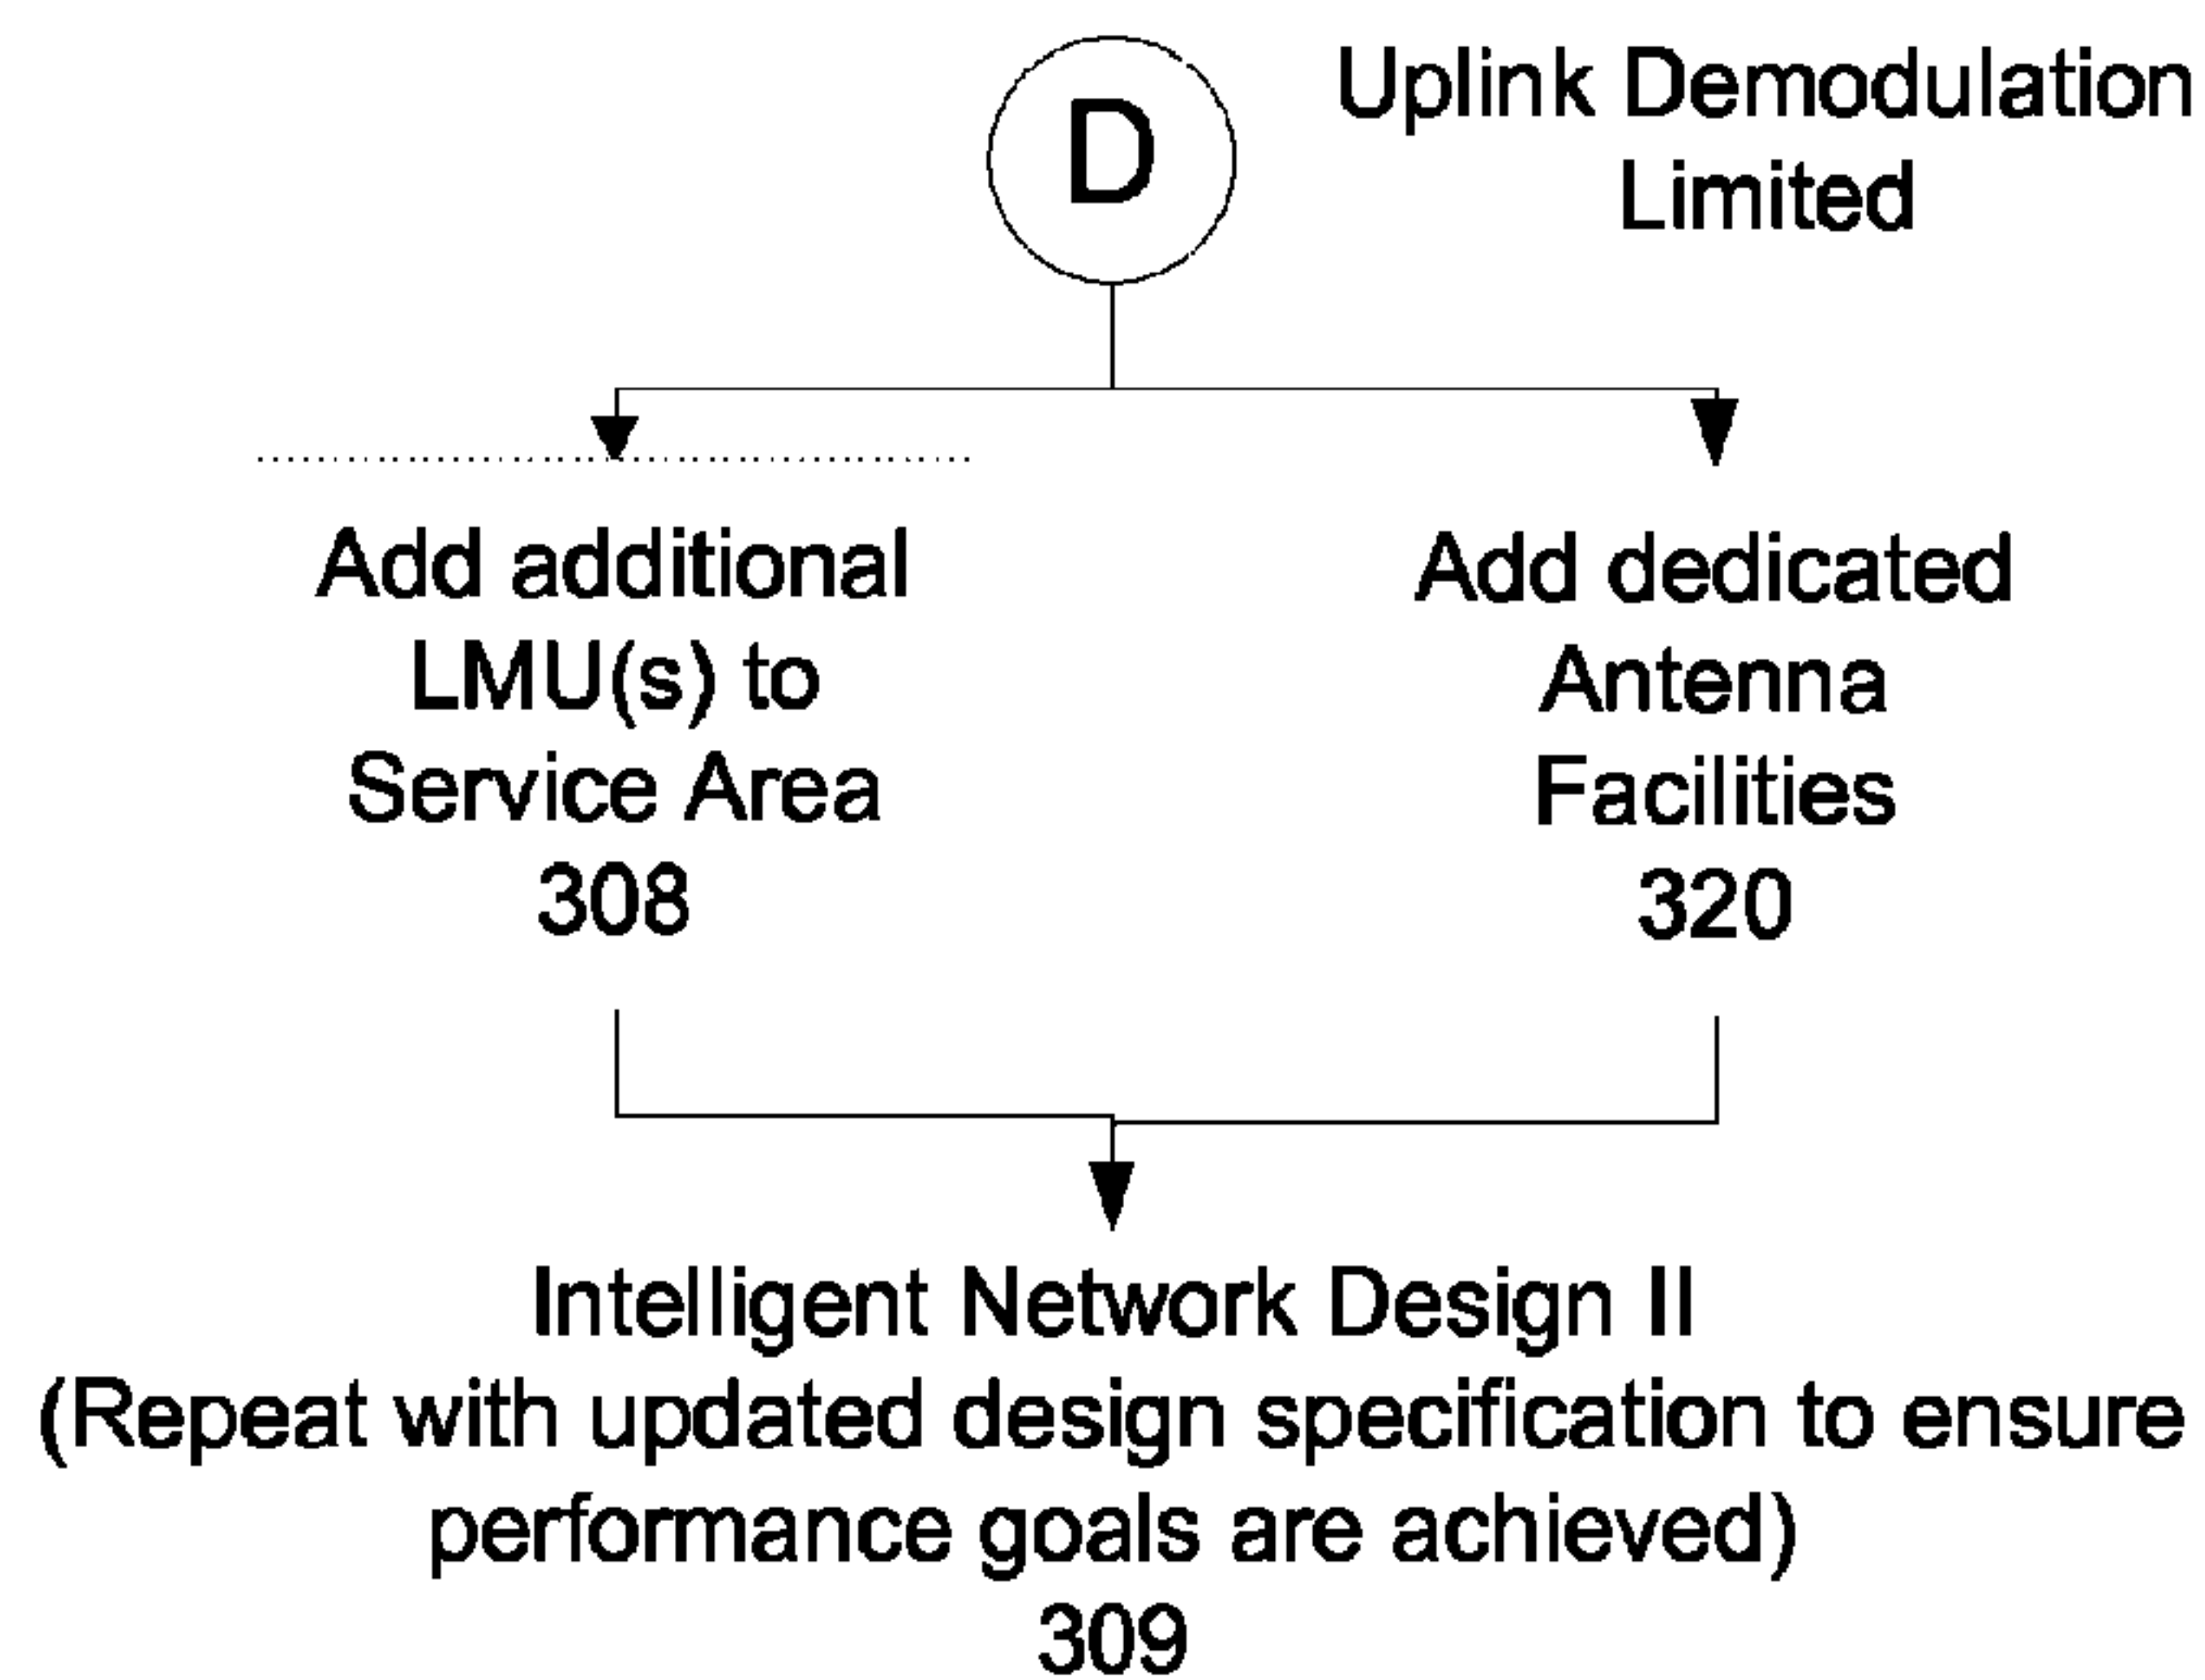 D
Uplink Demodulation
Limited
Add additional
LMU(s) to
Service Area
308
Add dedicated
Antenna
Facilities
320
Intelligent Network Design II
(Repeat with updated design specification to ensure
performance goals are achieved)
309